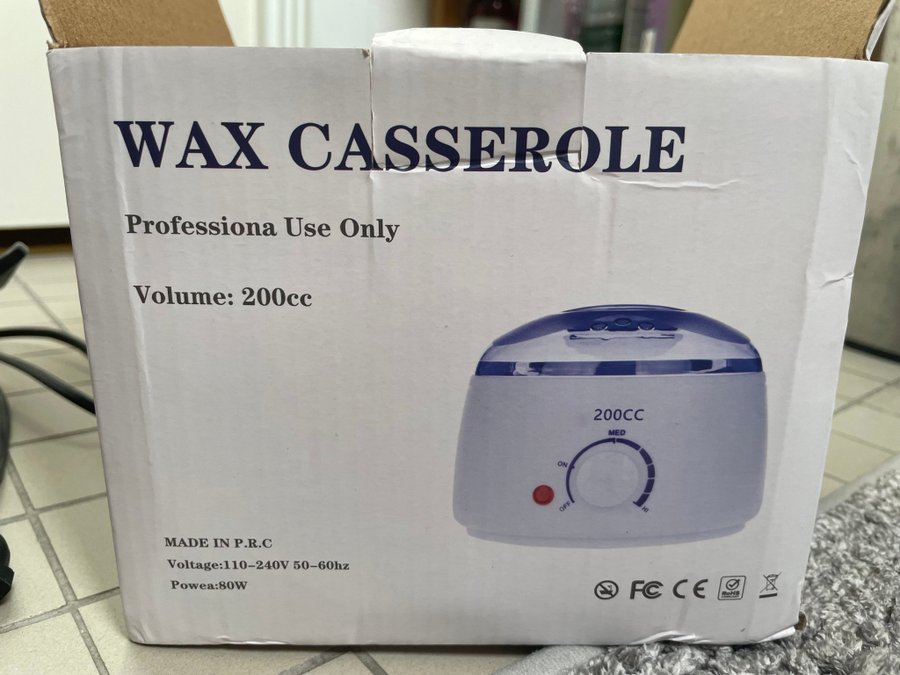 WAX CASSEROLE
Professiona Use Only
Volume: 200cc
200CC
MED
ON
OFF
HI
MADE IN P.R.C
Voltage:110-240V 50-60hz
Powea:80W
FC CE RoHS